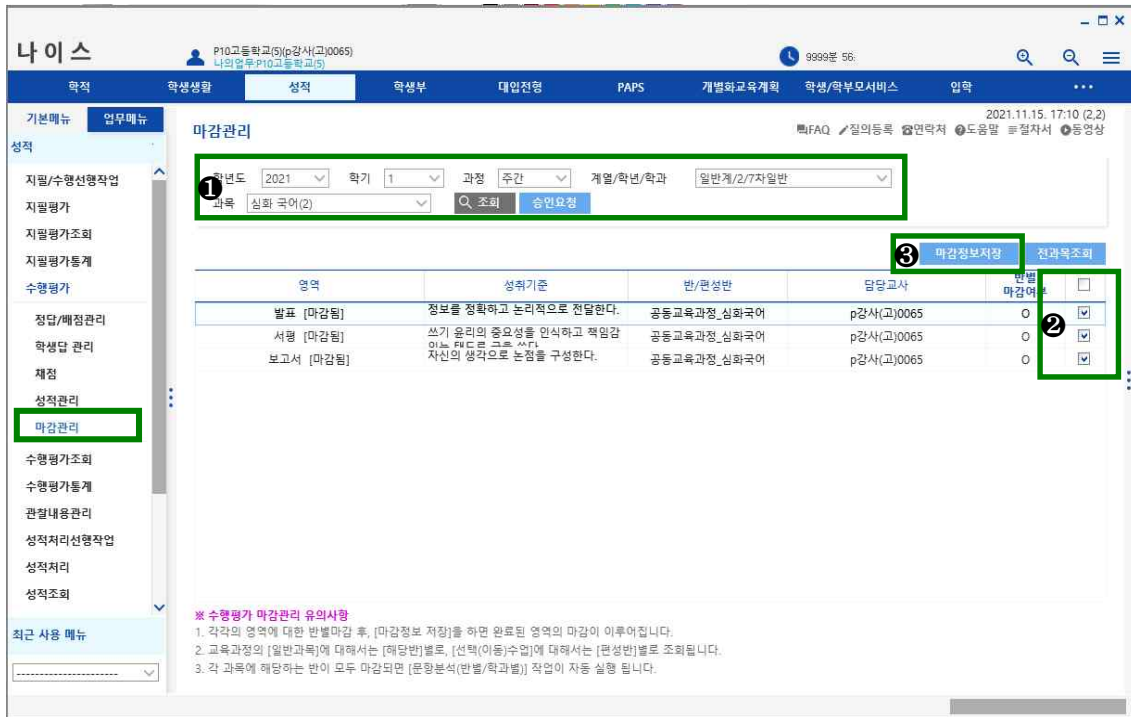 나이스
P10고등학교(5)(p강사(고)0065)
나의업무:P10고등학교(5)
9999분 56.
학적 학생생활 성적 학생부 대입전형 PAPS 개별화교육계획 학생/학부모서비스 입학 ...
기본메뉴 업무메뉴
성적
지필/수행선행작업
지필평가
지필평가조회
지필평가통계
수행평가
정답/배점관리
학생답 관리
채점
성적관리
마감관리
수행평가조회
수행평가통계
관찰내용관리
성적처리선행작업
성적처리
성적조회
최근 사용 메뉴
----------------------
마감관리
2021.11.15. 17:10 (2,2)
FAQ 질의등록 연락처 도움말 절차서 동영상
❶
학년도 2021 학기 1 과정 주간 계열/학년/학과 일반계/2/7차일반
과목 심화 국어(2) 조회 승인요청
❸ 마감정보저장 전과목조회
영역 성취기준 반/편성반 담당교사 반별 마감여부
발표 [마감됨] 정보를 정확하고 논리적으로 전달한다. 공동교육과정_심화국어 p강사(고)0065 O
❷
서평 [마감됨] 쓰기 윤리의 중요성을 인식하고 책임감 있는 태도로 글을 쓴다. 공동교육과정_심화국어 p강사(고)0065 O
보고서 [마감됨] 자신의 생각으로 논점을 구성한다. 공동교육과정_심화국어 p강사(고)0065 O
※ 수행평가 마감관리 유의사항
1. 각각의 영역에 대한 반별마감 후, [마감정보 저장]을 하면 완료된 영역의 마감이 이루어집니다.
2. 교육과정의 [일반과목]에 대해서는 [해당반]별로, [선택(이동)수업]에 대해서는 [편성반]별로 조회됩니다.
3. 각 과목에 해당하는 반이 모두 마감되면 [문항분석(반별/학과별)] 작업이 자동 실행 됩니다.